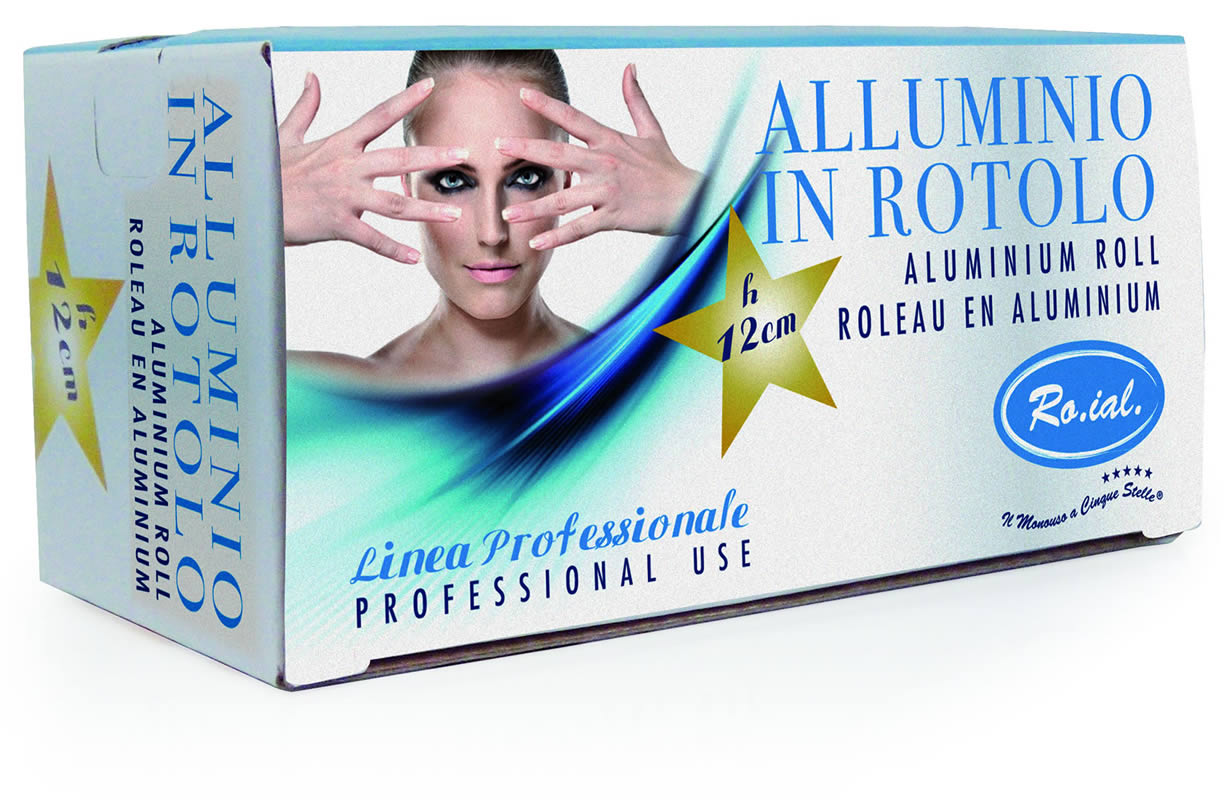 ALLUMINIO
IN ROTOLO
ALUMINIUM ROLL
ROLEAU EN ALUMINIUM
h
12cm
Ro.ial.
Il Monouso a Cinque Stelle®
Linea Professionale
PROFESSIONAL USE
ALLUMINIO
IN ROTOLO
ALUMINIUM ROLL
ROLEAU EN ALUMINIUM
h
12cm